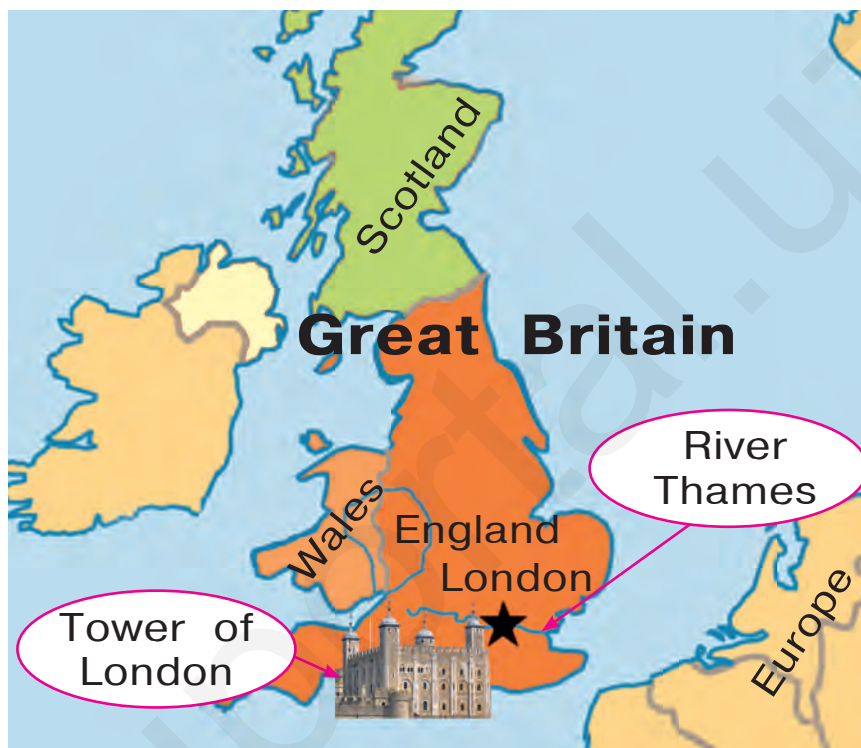 Scotland
Great Britain
River
Thames
Wales
England
London
Tower of
London
Europe